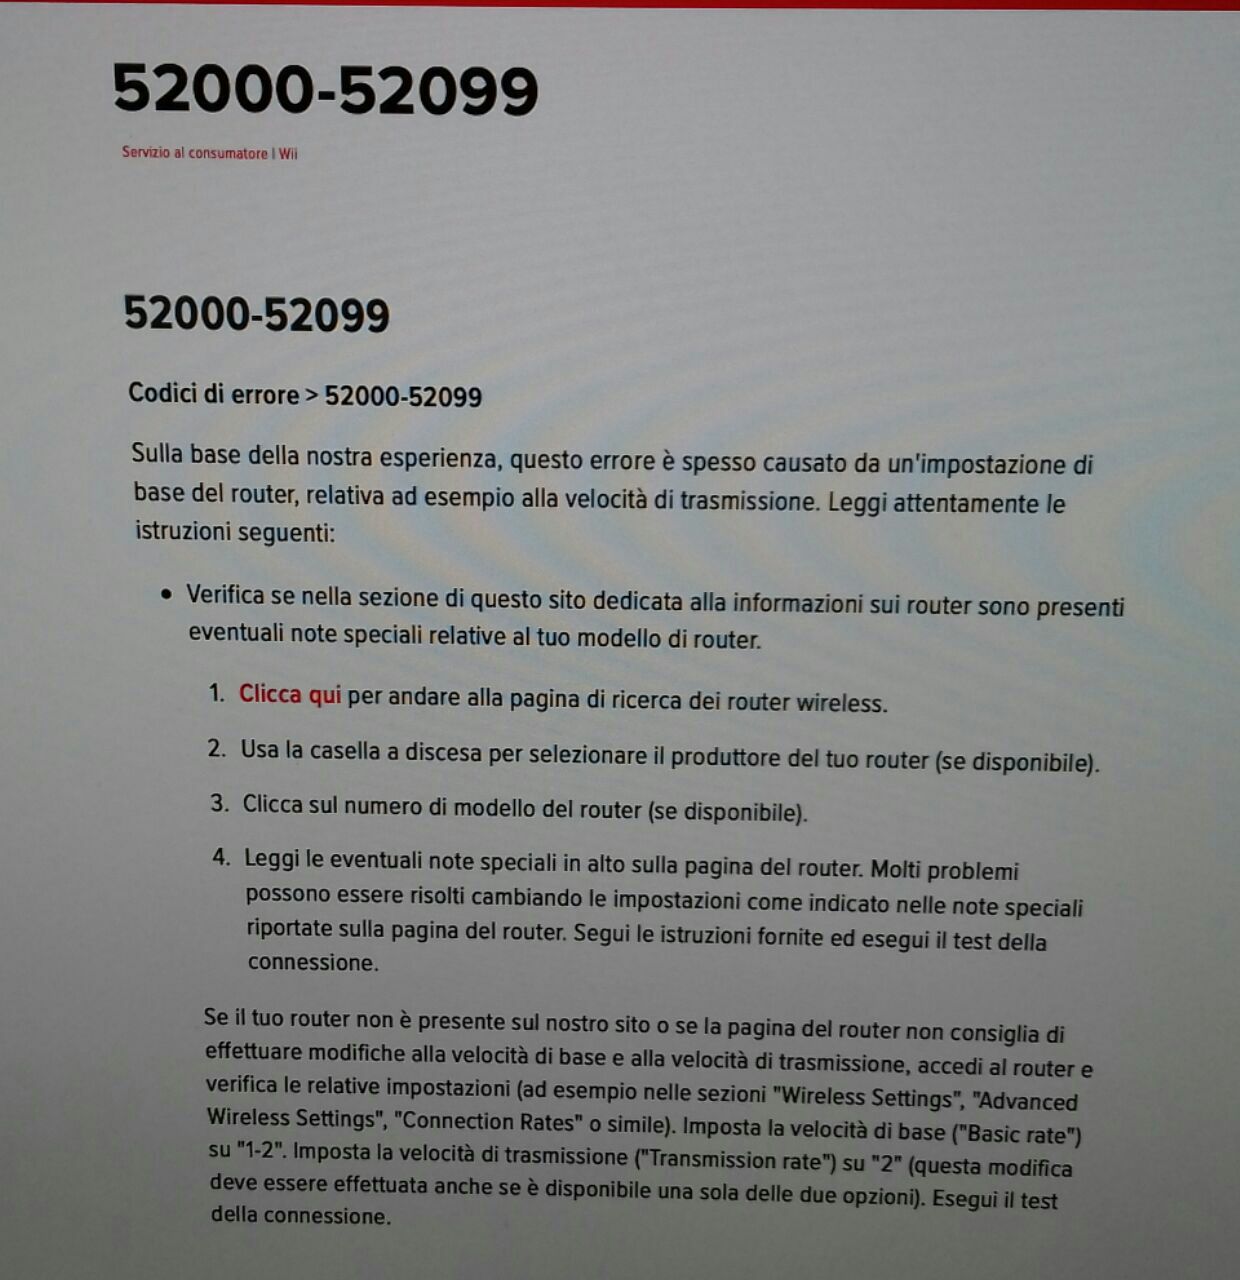 52000-52099
Servizio al consumatore | Wii
52000-52099
Codici di errore > 52000-52099
Sulla base della nostra esperienza, questo errore è spesso causato da un'impostazione di
base del router, relativa ad esempio alla velocità di trasmissione. Leggi attentamente le
istruzioni seguenti:
• Verifica se nella sezione di questo sito dedicata alla informazioni sui router sono presenti
eventuali note speciali relative al tuo modello di router.
1. Clicca qui per andare alla pagina di ricerca dei router wireless.
2. Usa la casella a discesa per selezionare il produttore del tuo router (se disponibile).
3. Clicca sul numero di modello del router (se disponibile).
4. Leggi le eventuali note speciali in alto sulla pagina del router. Molti problemi
possono essere risolti cambiando le impostazioni come indicato nelle note speciali
riportate sulla pagina del router. Segui le istruzioni fornite ed esegui il test della
connessione.
Se il tuo router non è presente sul nostro sito o se la pagina del router non consiglia di
effettuare modifiche alla velocità di base e alla velocità di trasmissione, accedi al router e
verifica le relative impostazioni (ad esempio nelle sezioni "Wireless Settings", "Advanced
Wireless Settings", "Connection Rates" o simile). Imposta la velocità di base ("Basic rate")
su "1-2". Imposta la velocità di trasmissione ("Transmission rate") su "2" (questa modifica
deve essere effettuata anche se è disponibile una sola delle due opzioni). Esegui il test
della connessione.